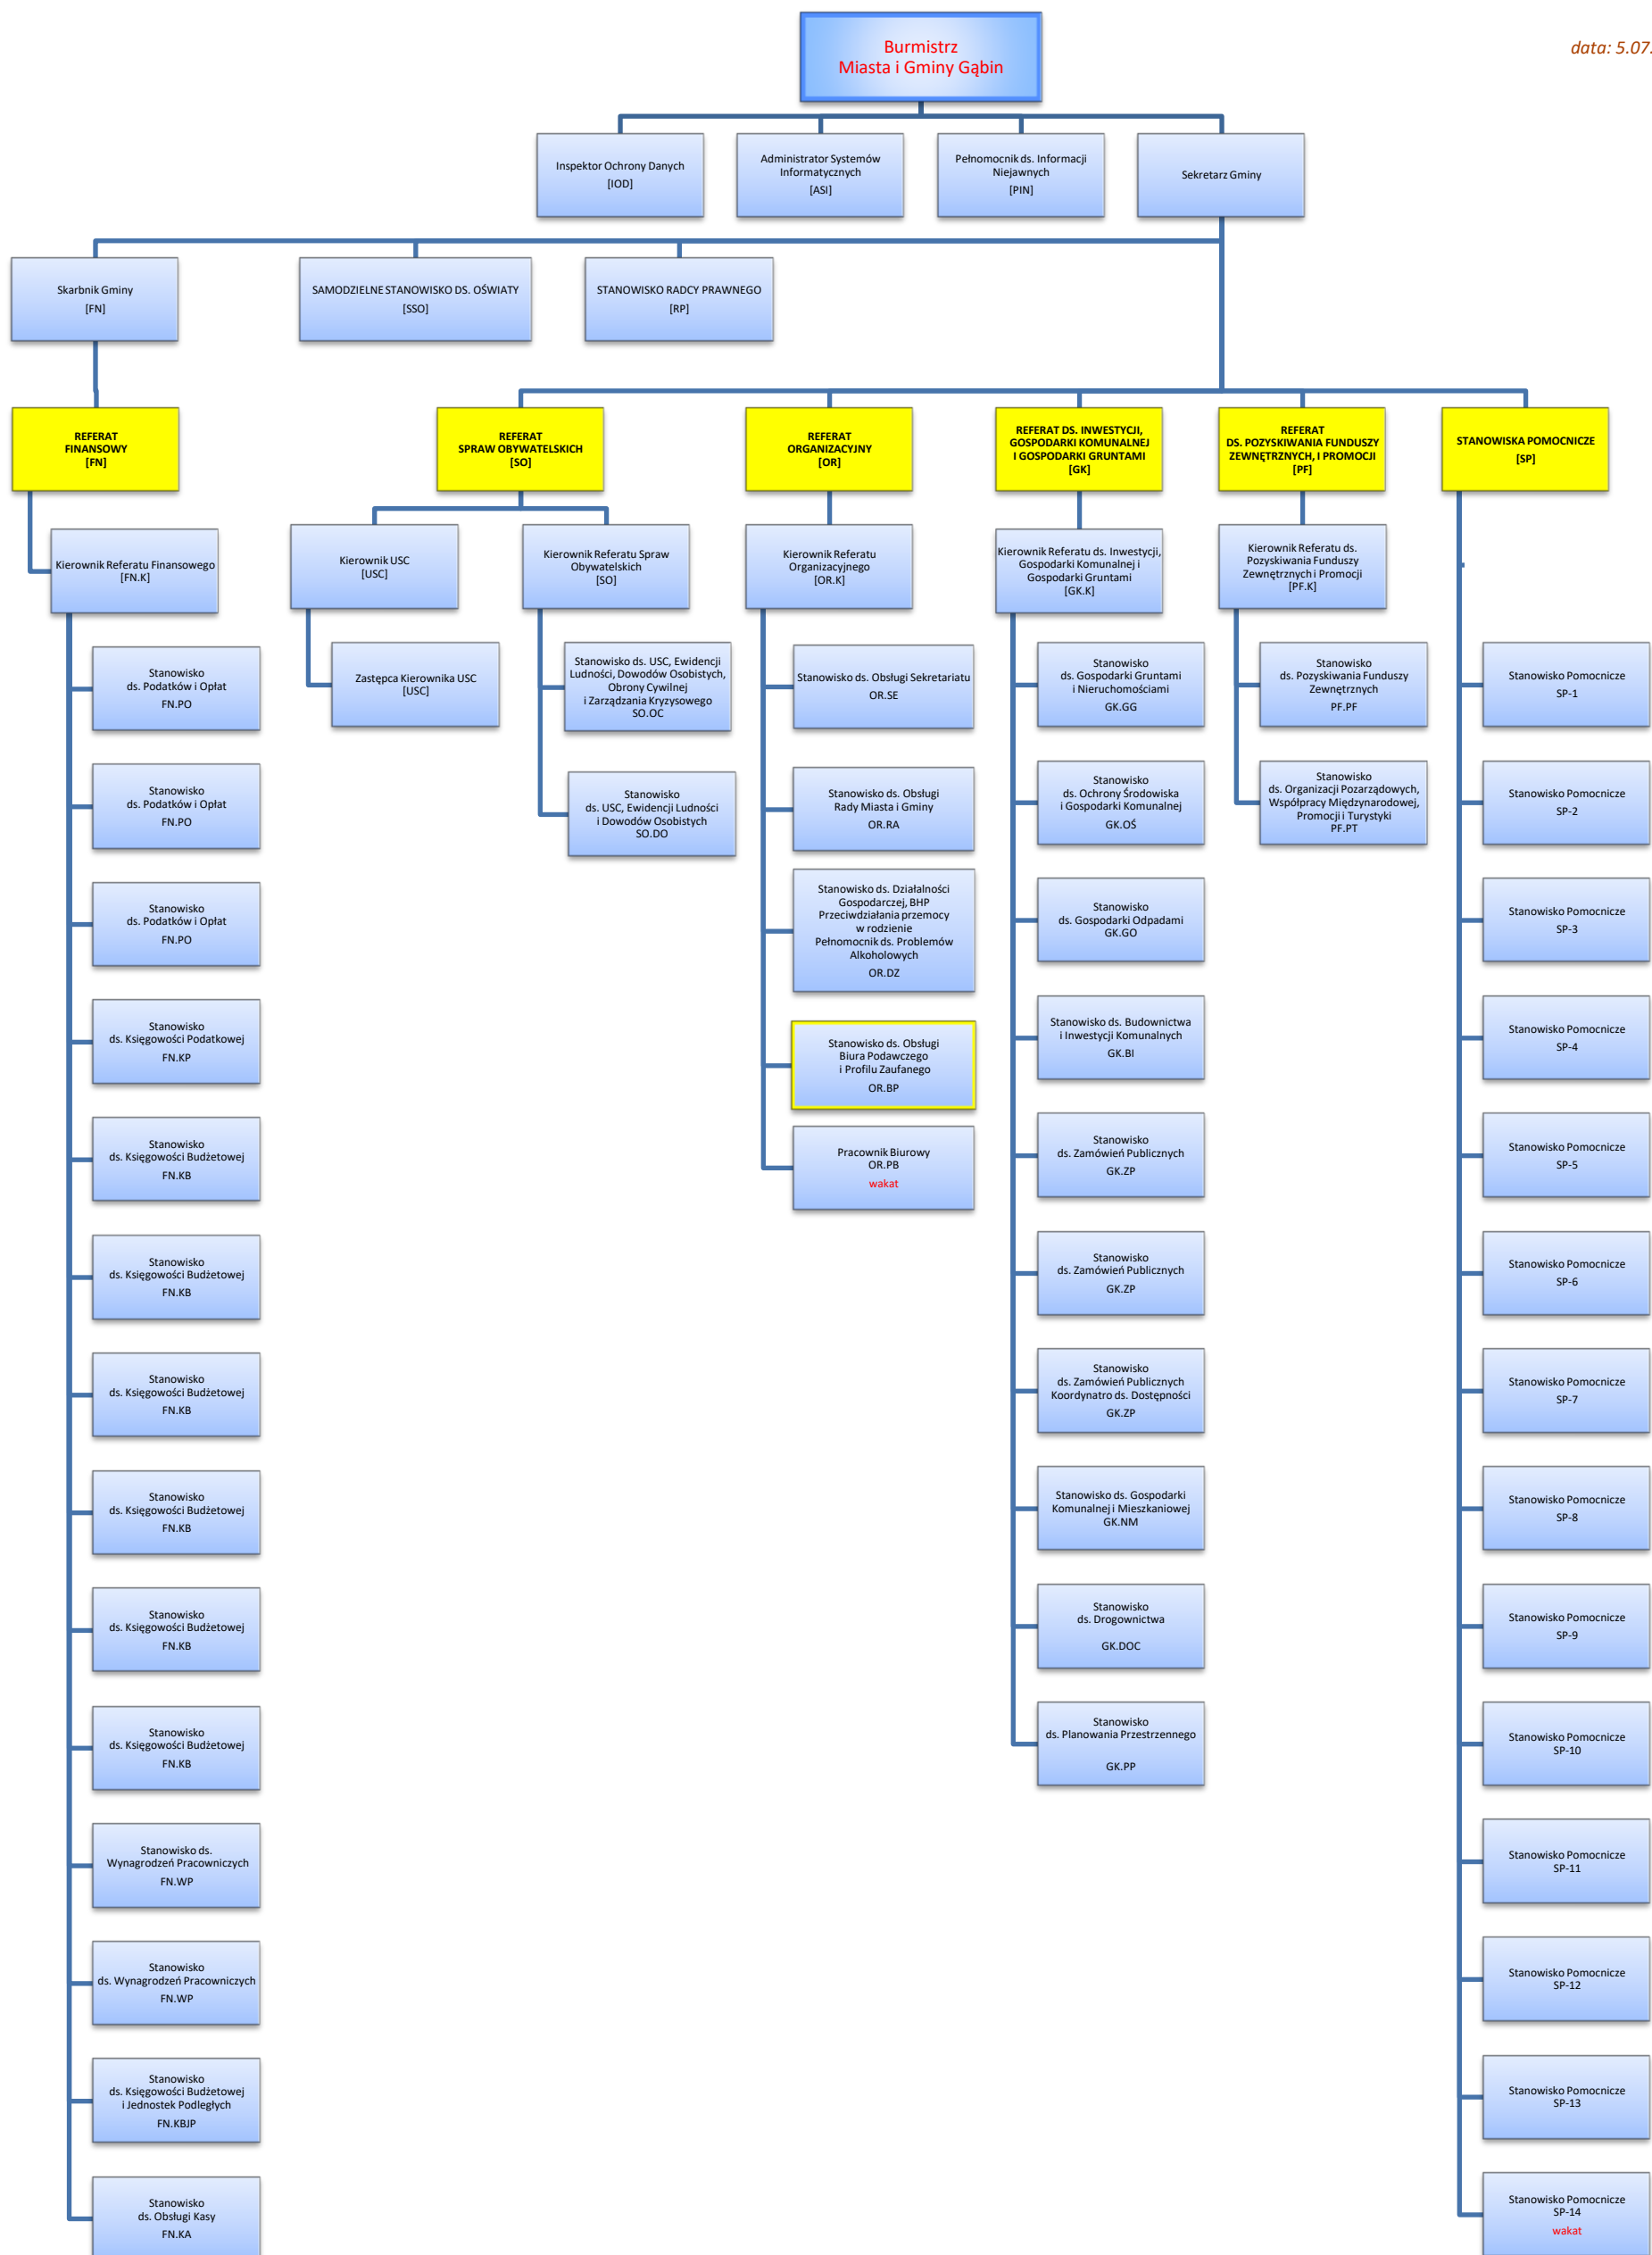 Burmistrz
Miasta i Gminy Gąbin
data: 5.07.
Inspektor Ochrony Danych
[IOD]
Administrator Systemów
Informatycznych
[ASI]
Pełnomocnik ds. Informacji
Niejawnych
[PIN]
Sekretarz Gminy
Skarbnik Gminy
[FN]
SAMODZIELNE STANOWISKO DS. OŚWIATY
[SSO]
STANOWISKO RADCY PRAWNEGO
[RP]
REFERAT
FINANSOWY
[FN]
REFERAT
SPRAW OBYWATELSKICH
[SO]
REFERAT
ORGANIZACYJNY
[OR]
REFERAT DS. INWESTYCJI,
GOSPODARKI KOMUNALNEJ
I GOSPODARKI GRUNTAMI
[GK]
REFERAT
DS. POZYSKIWANIA FUNDUSZY
ZEWNĘTRZNYCH, I PROMOCJI
[PF]
STANOWISKA POMOCNICZE
[SP]
Kierownik Referatu Finansowego
[FN.K]
Kierownik USC
[USC]
Kierownik Referatu Spraw
Obywatelskich
[SO]
Kierownik Referatu
Organizacyjnego
[OR.K]
Kierownik Referatu ds. Inwestycji,
Gospodarki Komunalnej i
Gospodarki Gruntami
[GK.K]
Kierownik Referatu ds.
Pozyskiwania Funduszy
Zewnętrznych i Promocji
[PF.K]
Stanowisko
ds. Podatków i Opłat
FN.PO
Stanowisko
ds. Podatków i Opłat
FN.PO
Stanowisko
ds. Podatków i Opłat
FN.PO
Stanowisko
ds. Księgowości Podatkowej
FN.KP
Stanowisko
ds. Księgowości Budżetowej
FN.KB
Stanowisko
ds. Księgowości Budżetowej
FN.KB
Stanowisko
ds. Księgowości Budżetowej
FN.KB
Stanowisko
ds. Księgowości Budżetowej
FN.KB
Stanowisko
ds. Księgowości Budżetowej
FN.KB
Stanowisko
ds. Księgowości Budżetowej
FN.KB
Stanowisko ds.
Wynagrodzeń Pracowniczych
FN.WP
Stanowisko
ds. Wynagrodzeń Pracowniczych
FN.WP
Stanowisko
ds. Księgowości Budżetowej
i Jednostek Podległych
FN.KBJP
Stanowisko
ds. Obsługi Kasy
FN.KA
Zastępca Kierownika USC
[USC]
Stanowisko ds. USC, Ewidencji
Ludności, Dowodów Osobistych,
Obrony Cywilnej
i Zarządzania Kryzysowego
SO.OC
Stanowisko
ds. USC, Ewidencji Ludności
i Dowodów Osobistych
SO.DO
Stanowisko ds. Obsługi Sekretariatu
OR.SE
Stanowisko ds. Obsługi
Rady Miasta i Gminy
OR.RA
Stanowisko ds. Działalności
Gospodarczej, BHP
Przeciwdziałania przemocy
w rodzienie
Pełnomocnik ds. Problemów
Alkoholowych
OR.DZ
Stanowisko ds. Obsługi
Biura Podawczego
i Profilu Zaufanego
OR.BP
Pracownik Biurowy
OR.PB
wakat
Stanowisko
ds. Gospodarki Gruntami
i Nieruchomościami
GK.GG
Stanowisko
ds. Ochrony Środowiska
i Gospodarki Komunalnej
GK.OŚ
Stanowisko
ds. Gospodarki Odpadami
GK.GO
Stanowisko ds. Budownictwa
i Inwestycji Komunalnych
GK.BI
Stanowisko
ds. Zamówień Publicznych
GK.ZP
Stanowisko
ds. Zamówień Publicznych
GK.ZP
Stanowisko
ds. Zamówień Publicznych
Koordynatro ds. Dostępności
GK.ZP
Stanowisko ds. Gospodarki
Komunalnej i Mieszkaniowej
GK.NM
Stanowisko
ds. Drogownictwa
GK.DOC
Stanowisko
ds. Planowania Przestrzennego
GK.PP
Stanowisko
ds. Pozyskiwania Funduszy
Zewnętrznych
PF.PF
Stanowisko
ds. Organizacji Pozarządowych,
Współpracy Międzynarodowej,
Promocji i Turystyki
PF.PT
Stanowisko Pomocnicze
SP-1
Stanowisko Pomocnicze
SP-2
Stanowisko Pomocnicze
SP-3
Stanowisko Pomocnicze
SP-4
Stanowisko Pomocnicze
SP-5
Stanowisko Pomocnicze
SP-6
Stanowisko Pomocnicze
SP-7
Stanowisko Pomocnicze
SP-8
Stanowisko Pomocnicze
SP-9
Stanowisko Pomocnicze
SP-10
Stanowisko Pomocnicze
SP-11
Stanowisko Pomocnicze
SP-12
Stanowisko Pomocnicze
SP-13
Stanowisko Pomocnicze
SP-14
wakat